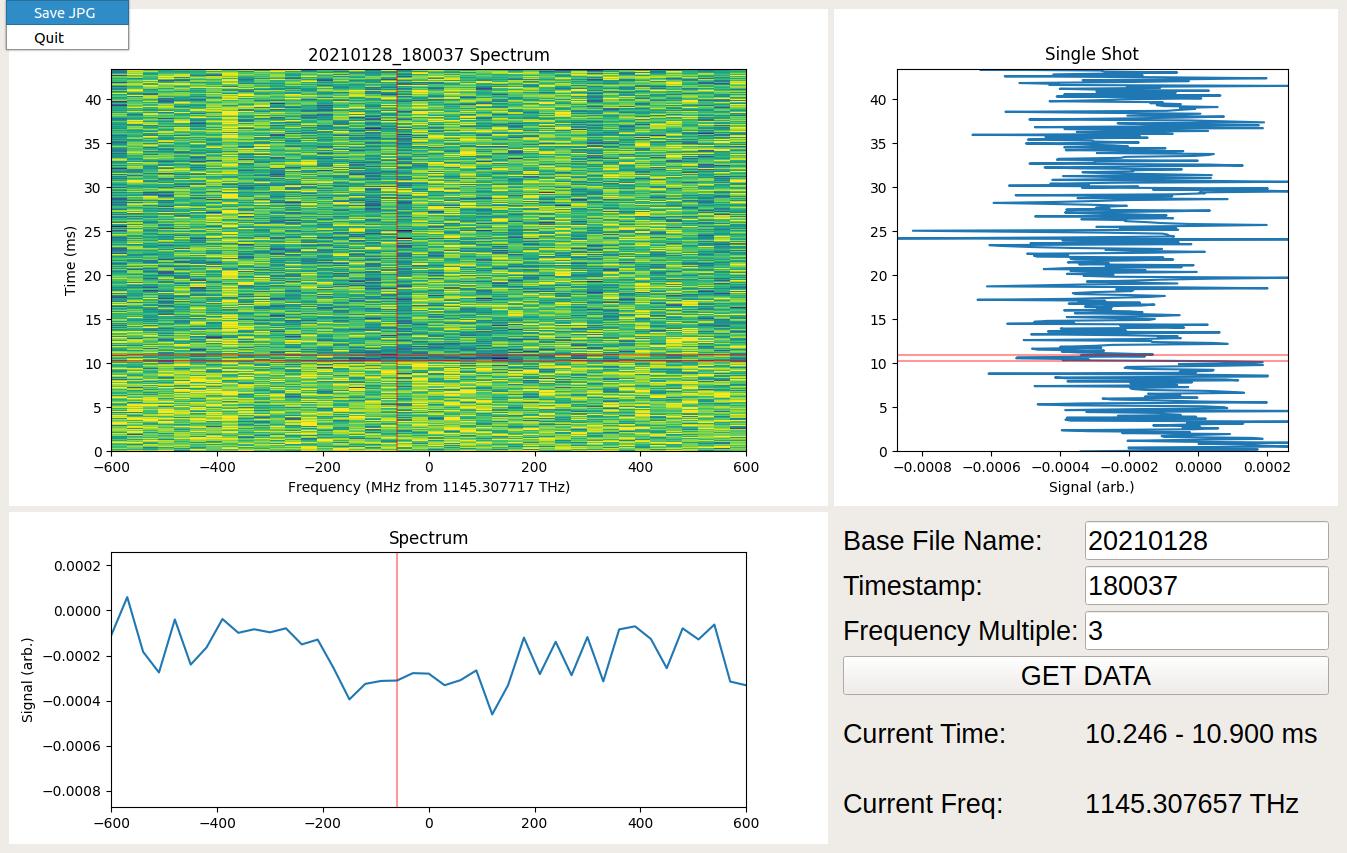 Save JPG
Quit
20210128_180037 Spectrum
40
35
30
25
20
15
10
5
0
Time (ms)
−600 −400 −200 0 200 400 600
Frequency (MHz from 1145.307717 THz)
Single Shot
40
35
30
25
20
15
10
5
0
−0.0008 −0.0006 −0.0004 −0.0002 0.0000 0.0002
Signal (arb.)
Spectrum
0.0002
0.0000
−0.0002
−0.0004
−0.0006
−0.0008
Signal (arb.)
−600 −400 −200 0 200 400 600
Base File Name: 20210128
Timestamp: 180037
Frequency Multiple: 3
GET DATA
Current Time: 10.246 - 10.900 ms
Current Freq: 1145.307657 THz